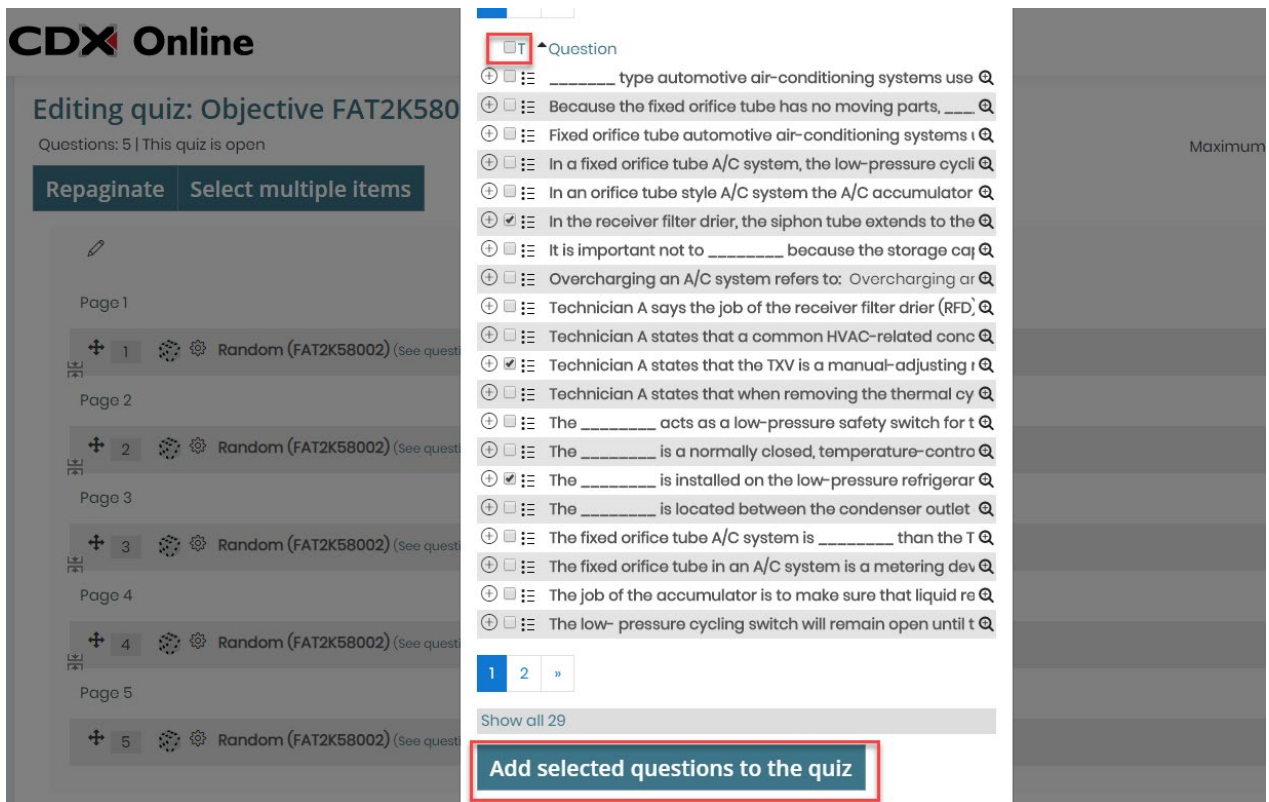 CDX Online
Editing quiz: Objective FAT2K580
Questions: 5 | This quiz is open
Maximum
Repaginate Select multiple items
Page 1
1 Random (FAT2K58002) (See questi
Page 2
2 Random (FAT2K58002) (See questi
Page 3
3 Random (FAT2K58002) (See questi
Page 4
4 Random (FAT2K58002) (See questi
Page 5
5 Random (FAT2K58002) (See questi
T Question
_______ type automotive air-conditioning systems use
Because the fixed orifice tube has no moving parts, ____
Fixed orifice tube automotive air-conditioning systems
In a fixed orifice tube A/C system, the low-pressure cycli
In an orifice tube style A/C system the A/C accumulator
In the receiver filter drier, the siphon tube extends to the
It is important not to ________ because the storage cap
Overcharging an A/C system refers to: Overcharging ar
Technician A says the job of the receiver filter drier (RFD)
Technician A states that a common HVAC-related conc
Technician A states that the TXV is a manual-adjusting r
Technician A states that when removing the thermal cy
The ________ acts as a low-pressure safety switch for t
The ________ is a normally closed, temperature-contro
The ________ is installed on the low-pressure refrigerar
The ________ is located between the condenser outlet
The fixed orifice tube A/C system is ________ than the T
The fixed orifice tube in an A/C system is a metering dev
The job of the accumulator is to make sure that liquid re
The low- pressure cycling switch will remain open until t
1 2 »
Show all 29
Add selected questions to the quiz